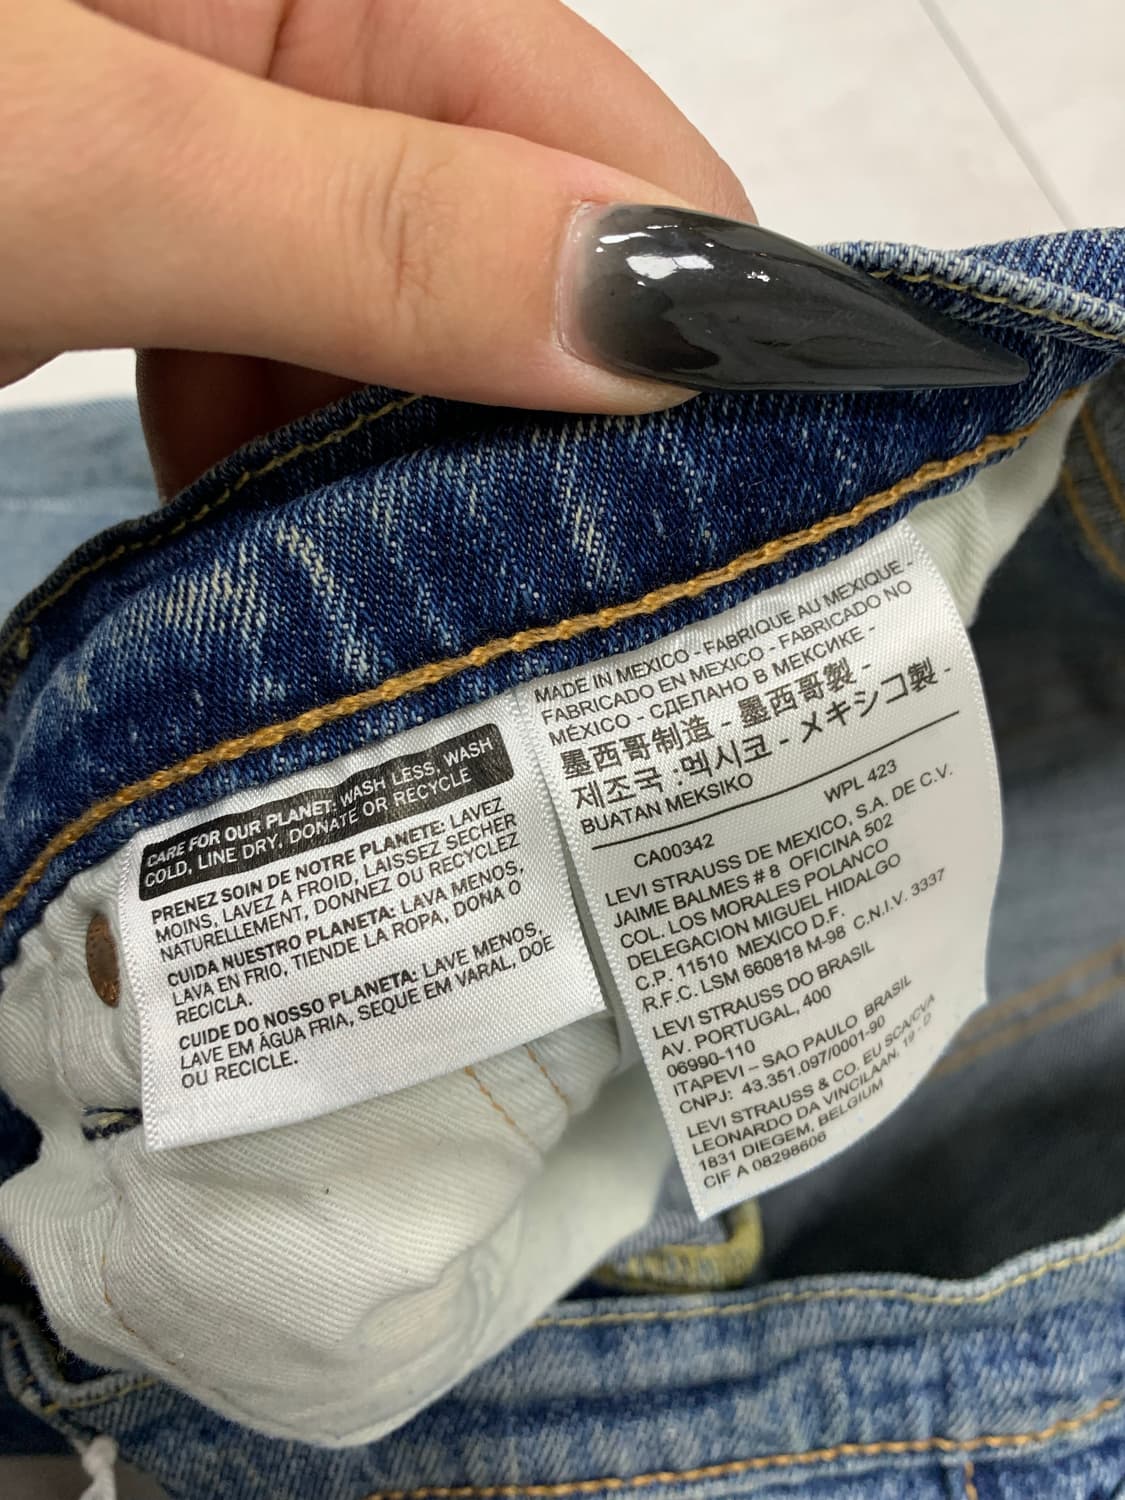 CARE FOR OUR PLANET: WASH LESS, WASH
COLD, LINE DRY, DONATE OR RECYCLE
PRENEZ SOIN DE NOTRE PLANETE: LAVEZ
MOINS, LAVEZ A FROID, LAISSEZ SECHER
NATURELLEMENT, DONNEZ OU RECYCLEZ
CUIDA NUESTRO PLANETA: LAVA MENOS,
LAVA EN FRIO, TIENDE LA ROPA, DONA O
RECICLA.
CUIDE DO NOSSO PLANETA: LAVE MENOS,
LAVE EM ÁGUA FRIA, SEQUE EM VARAL, DOE
OU RECICLE.
MADE IN MEXICO - FABRIQUE AU MEXIQUE -
FABRICADO EN MEXICO - FABRICADO NO
MÉXICO - СДЕЛАНО В МЕКСИКЕ -
墨西哥制造 - 墨西哥製 -
제조국 :멕시코 - メキシコ製 -
BUATAN MEKSIKO
WPL 423
CA00342
LEVI STRAUSS DE MEXICO, S.A. DE C.V.
JAIME BALMES # 8 OFICINA 502
COL. LOS MORALES POLANCO
DELEGACION MIGUEL HIDALGO
C.P. 11510 MEXICO D.F.
R.F.C. LSM 660818 M-98 C.N.I.V. 3337
LEVI STRAUSS DO BRASIL
AV. PORTUGAL, 400
06990-110
ITAPEVI – SAO PAULO BRASIL
CNPJ: 43.351.097/0001-90
LEVI STRAUSS & CO. EU SCA/CVA
LEONARDO DA VINCILAAN, 19 - D
1831 DIEGEM, BELGIUM
CIF A 08298606